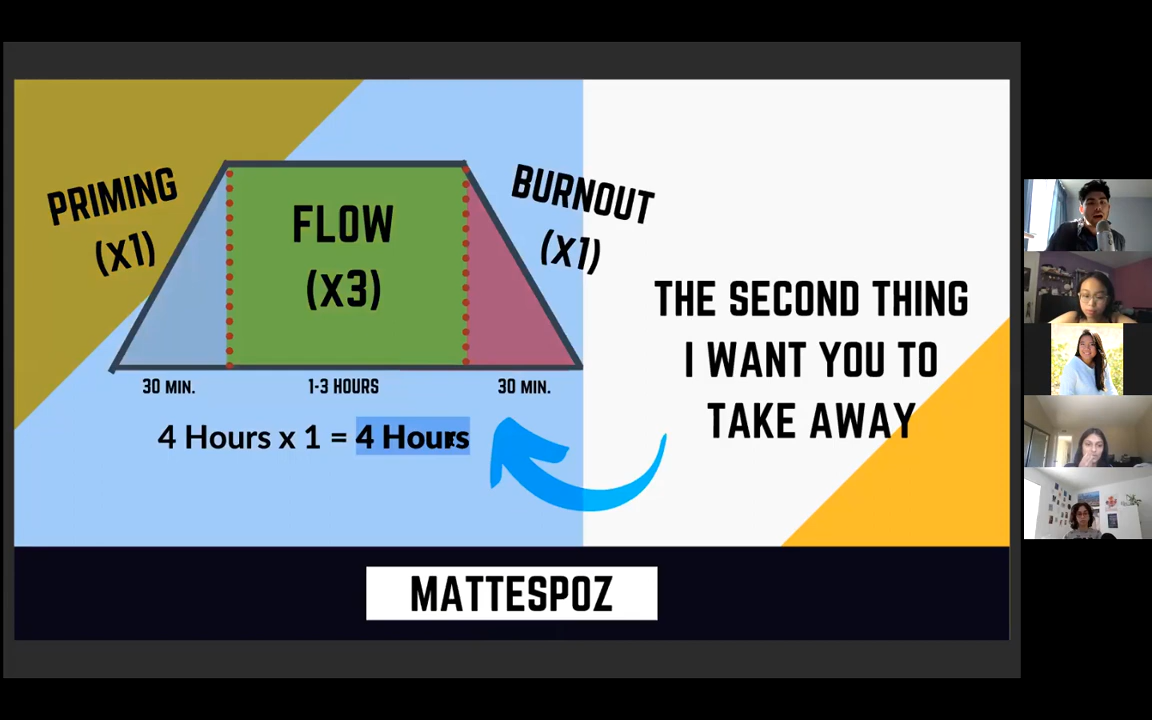 PRIMING
(X1)
FLOW
(X3)
BURNOUT
(X1)
30 MIN.
1-3 HOURS
30 MIN.
4 Hours x 1 = 4 Hours
THE SECOND THING
I WANT YOU TO
TAKE AWAY
MATTESPOZ